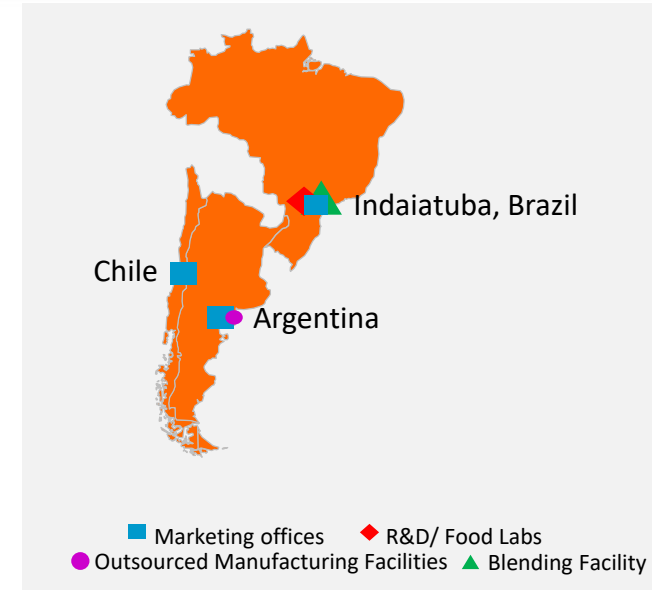 Indaiatuba, Brazil
Chile
Argentina
Marketing offices
R&D/ Food Labs
Outsourced Manufacturing Facilities
Blending Facility